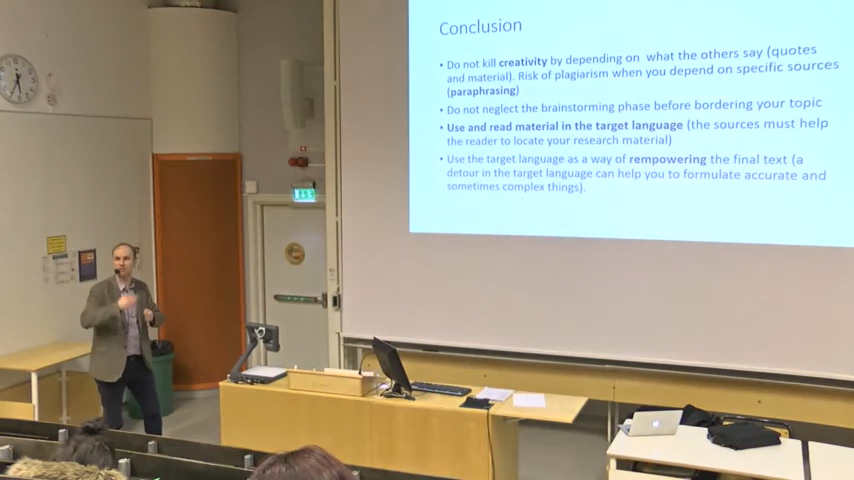 Conclusion
• Do not kill creativity by depending on what the others say (quotes
and material). Risk of plagiarism when you depend on specific sources
(paraphrasing)
• Do not neglect the brainstorming phase before bordering your topic
• Use and read material in the target language (the sources must help
the reader to locate your research material)
• Use the target language as a way of rempowering the final text (a
detour in the target language can help you to formulate accurate and
sometimes complex things).